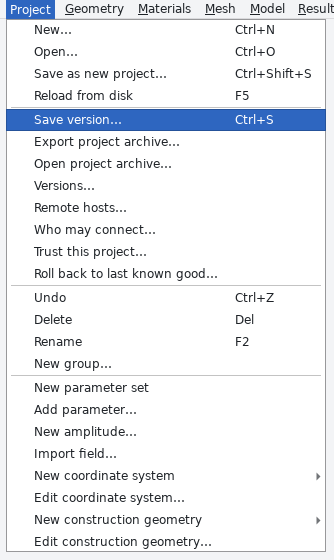 Project Geometry Materials Mesh Model Result
New... Ctrl+N
Open... Ctrl+O
Save as new project... Ctrl+Shift+S
Reload from disk F5
Save version... Ctrl+S
Export project archive...
Open project archive...
Versions...
Remote hosts...
Who may connect...
Trust this project...
Roll back to last known good...
Undo Ctrl+Z
Delete Del
Rename F2
New group...
New parameter set
Add parameter...
New amplitude...
Import field...
New coordinate system
Edit coordinate system...
New construction geometry
Edit construction geometry...